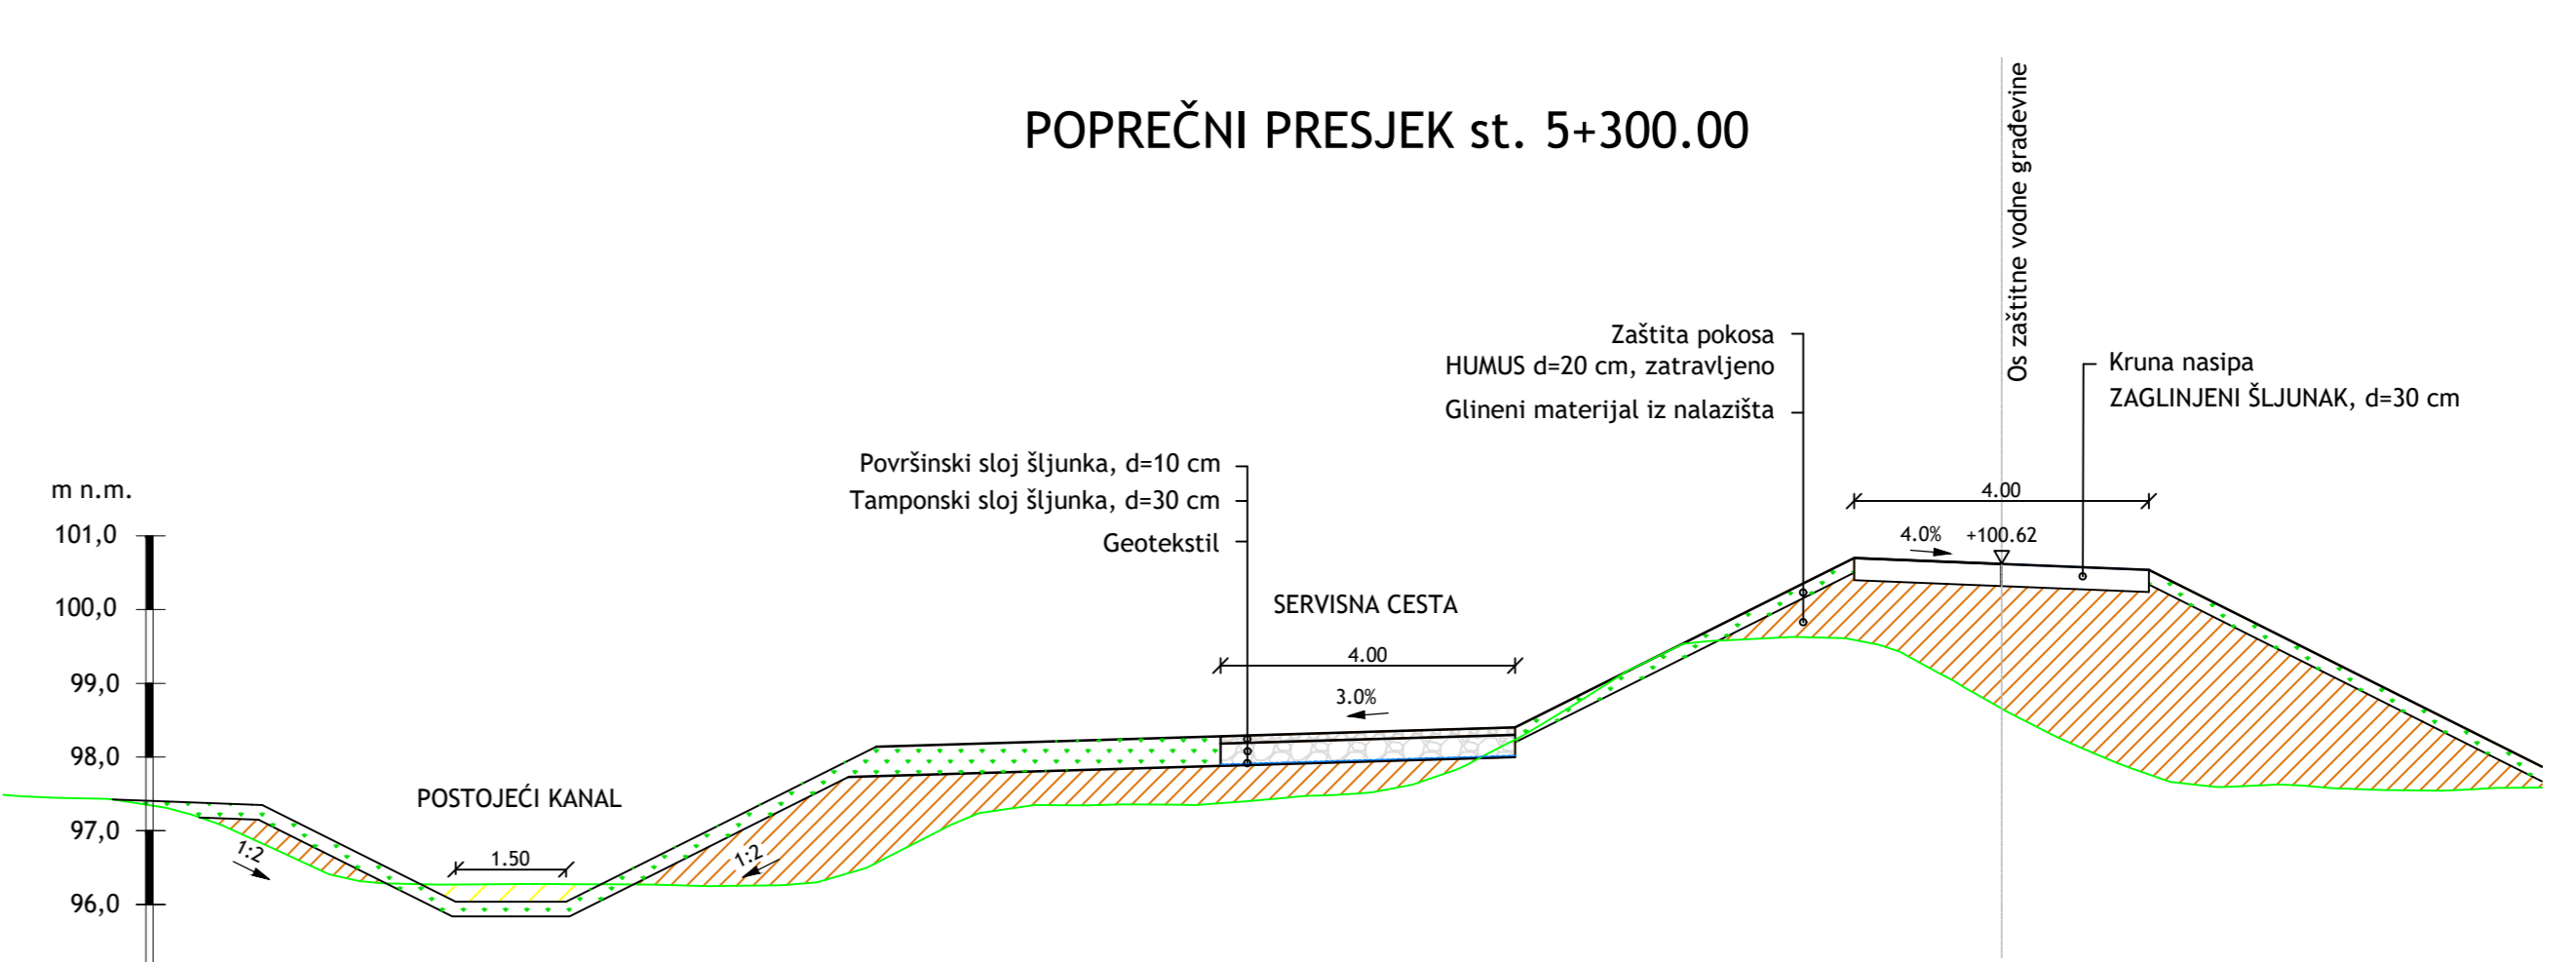 POPREČNI PRESJEK st. 5+300.00
Os zaštitne vodne građevine
Zaštita pokosa
HUMUS d=20 cm, zatravljeno
Glineni materijal iz nalazišta
Kruna nasipa
ZAGLINJENI ŠLJUNAK, d=30 cm
Površinski sloj šljunka, d=10 cm
Tamponski sloj šljunka, d=30 cm
Geotekstil
4.00
4.0%
+100.62
SERVISNA CESTA
4.00
3.0%
m n.m.
101,0
100,0
99,0
98,0
97,0
96,0
POSTOJEĆI KANAL
1:2
1.50
1:2